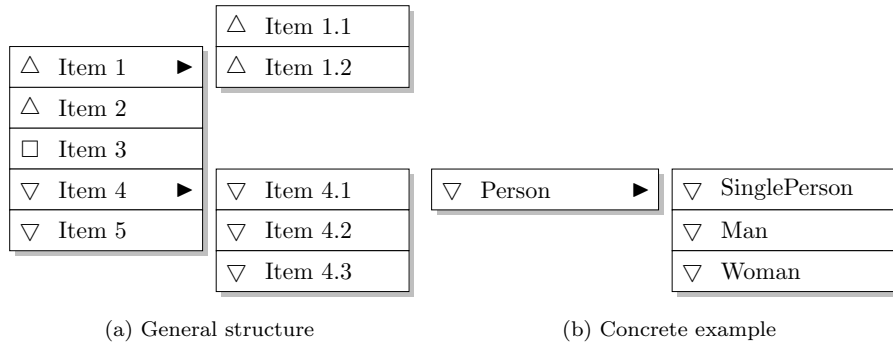 △ Item 1 ▶
△ Item 2
□ Item 3
▽ Item 4 ▶
▽ Item 5
△ Item 1.1
△ Item 1.2
▽ Item 4.1
▽ Item 4.2
▽ Item 4.3
(a) General structure
▽ Person ▶
▽ SinglePerson
▽ Man
▽ Woman
(b) Concrete example